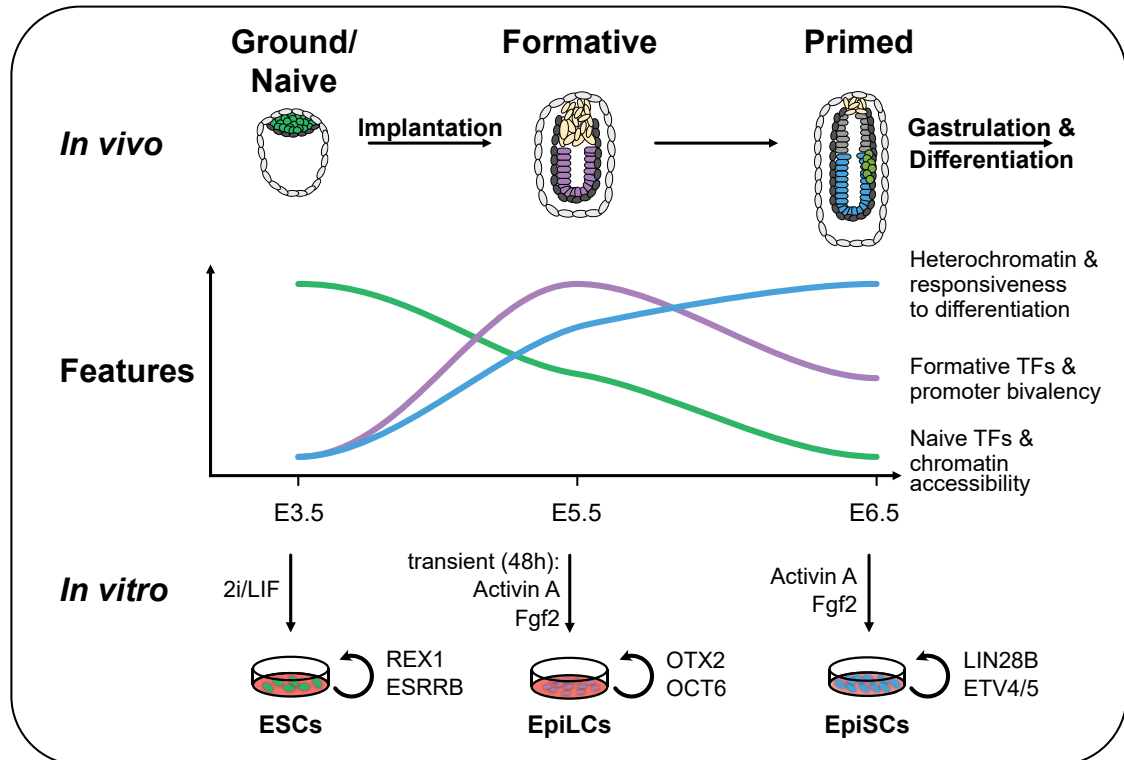 Ground/
Naive
Formative
Primed
In vivo
Implantation
Gastrulation &
Differentiation
Features
Heterochromatin &
responsiveness
to differentiation
Formative TFs &
promoter bivalency
Naive TFs &
chromatin
accessibility
E3.5
E5.5
E6.5
In vitro
2i/LIF
transient (48h):
Activin A
Fgf2
Activin A
Fgf2
REX1
ESRRB
OTX2
OCT6
LIN28B
ETV4/5
ESCs
EpiLCs
EpiSCs